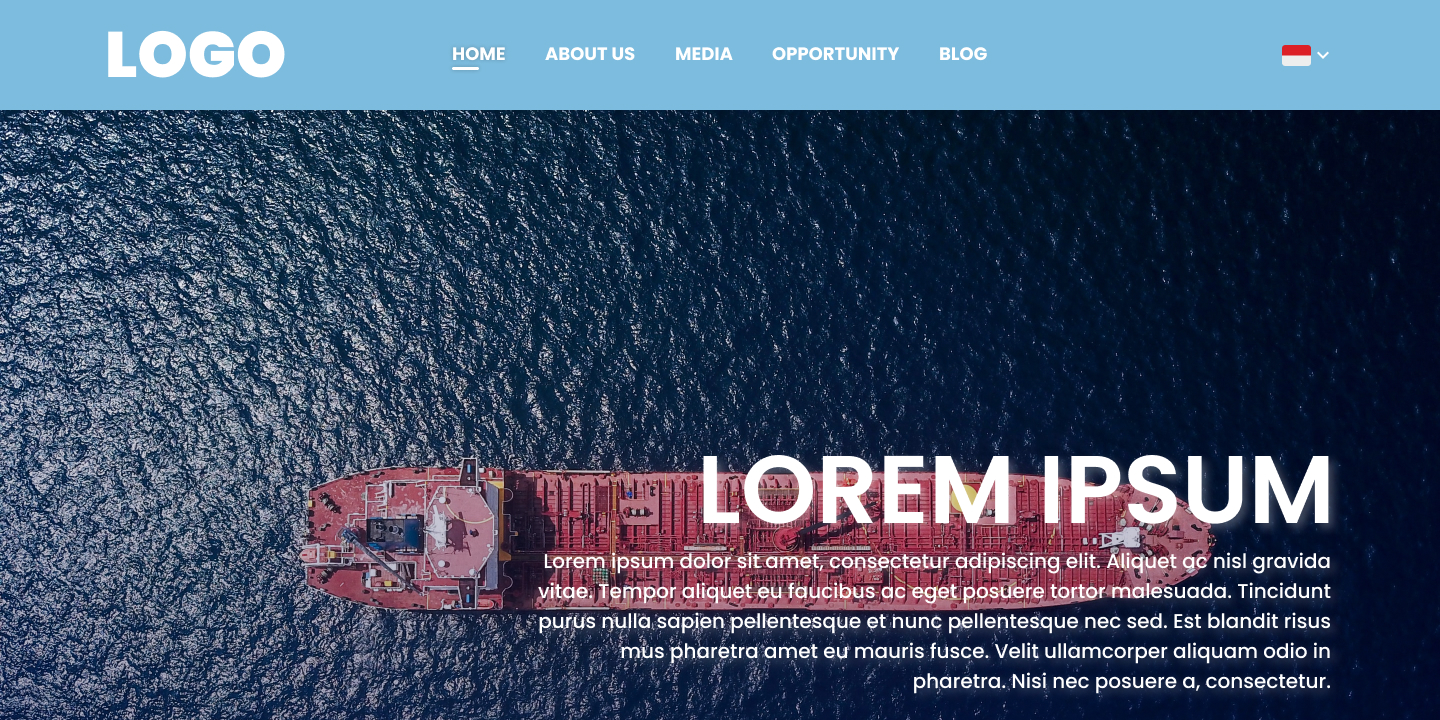 LOGO
HOME ABOUT US MEDIA OPPORTUNITY BLOG
LOREM IPSUM
Lorem ipsum dolor sit amet, consectetur adipiscing elit. Aliquet ac nisl gravida
vitae. Tempor aliquet eu faucibus ac eget posuere tortor malesuada. Tincidunt
purus nulla sapien pellentesque et nunc pellentesque nec sed. Est blandit risus
mus pharetra amet eu mauris fusce. Velit ullamcorper aliquam odio in
pharetra. Nisi nec posuere a, consectetur.